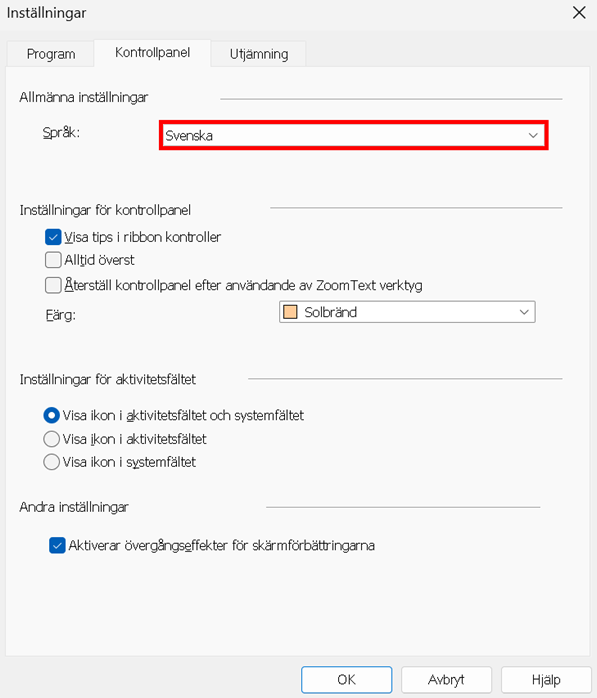 Inställningar
Program Kontrollpanel Utjämning
Allmänna inställningar
Språk: Svenska
Inställningar för kontrollpanel
Visa tips i ribbon kontroller
Alltid överst
Återställ kontrollpanel efter användande av ZoomText verktyg
Färg: Solbränd
Inställningar för aktivitetsfältet
Visa ikon i aktivitetsfältet och systemfältet
Visa ikon i aktivitetsfältet
Visa ikon i systemfältet
Andra inställningar
Aktiverar övergångseffekter för skärmförbättringarna
OK Avbryt Hjälp